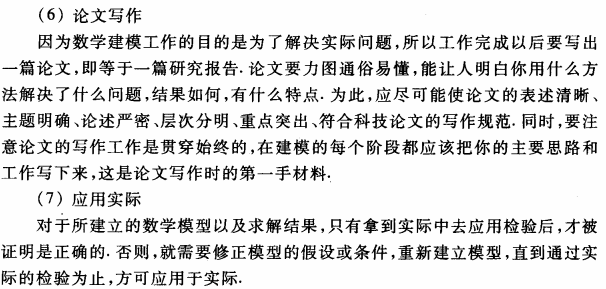 (6) 论文写作
因为数学建模工作的目的是为了解决实际问题,所以工作完成以后要写出
一篇论文,即等于一篇研究报告.论文要力图通俗易懂,能让人明白你用什么方
法解决了什么问题,结果如何,有什么特点.为此,应尽可能使论文的表述清晰、
主题明确、论述严密、层次分明、重点突出、符合科技论文的写作规范.同时,要注
意论文的写作工作是贯穿始终的,在建模的每个阶段都应该把你的主要思路和
工作写下来,这是论文写作时的第一手材料.
(7) 应用实际
对于所建立的数学模型以及求解结果,只有拿到实际中去应用检验后,才被
证明是正确的.否则,就需要修正模型的假设或条件,重新建立模型,直到通过实
际的检验为止,方可应用于实际.